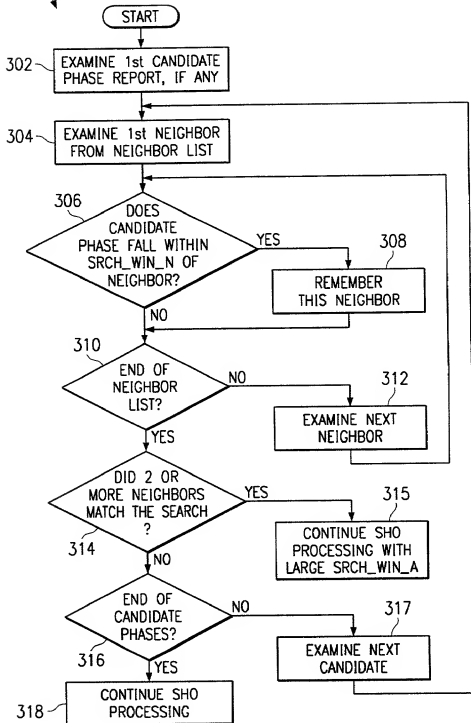 START
302
EXAMINE 1st CANDIDATE
PHASE REPORT, IF ANY
304
EXAMINE 1st NEIGHBOR
FROM NEIGHBOR LIST
306
DOES
CANDIDATE
PHASE FALL WITHIN
SRCH_WIN_N OF
NEIGHBOR?
YES
308
REMEMBER
THIS NEIGHBOR
NO
310
END OF
NEIGHBOR
LIST?
NO
312
EXAMINE NEXT
NEIGHBOR
YES
DID 2 OR
MORE NEIGHBORS
MATCH THE SEARCH
?
314
YES
315
CONTINUE SHO
PROCESSING WITH
LARGE SRCH_WIN_A
NO
END OF
CANDIDATE
PHASES?
316
NO
317
EXAMINE NEXT
CANDIDATE
YES
318
CONTINUE SHO
PROCESSING